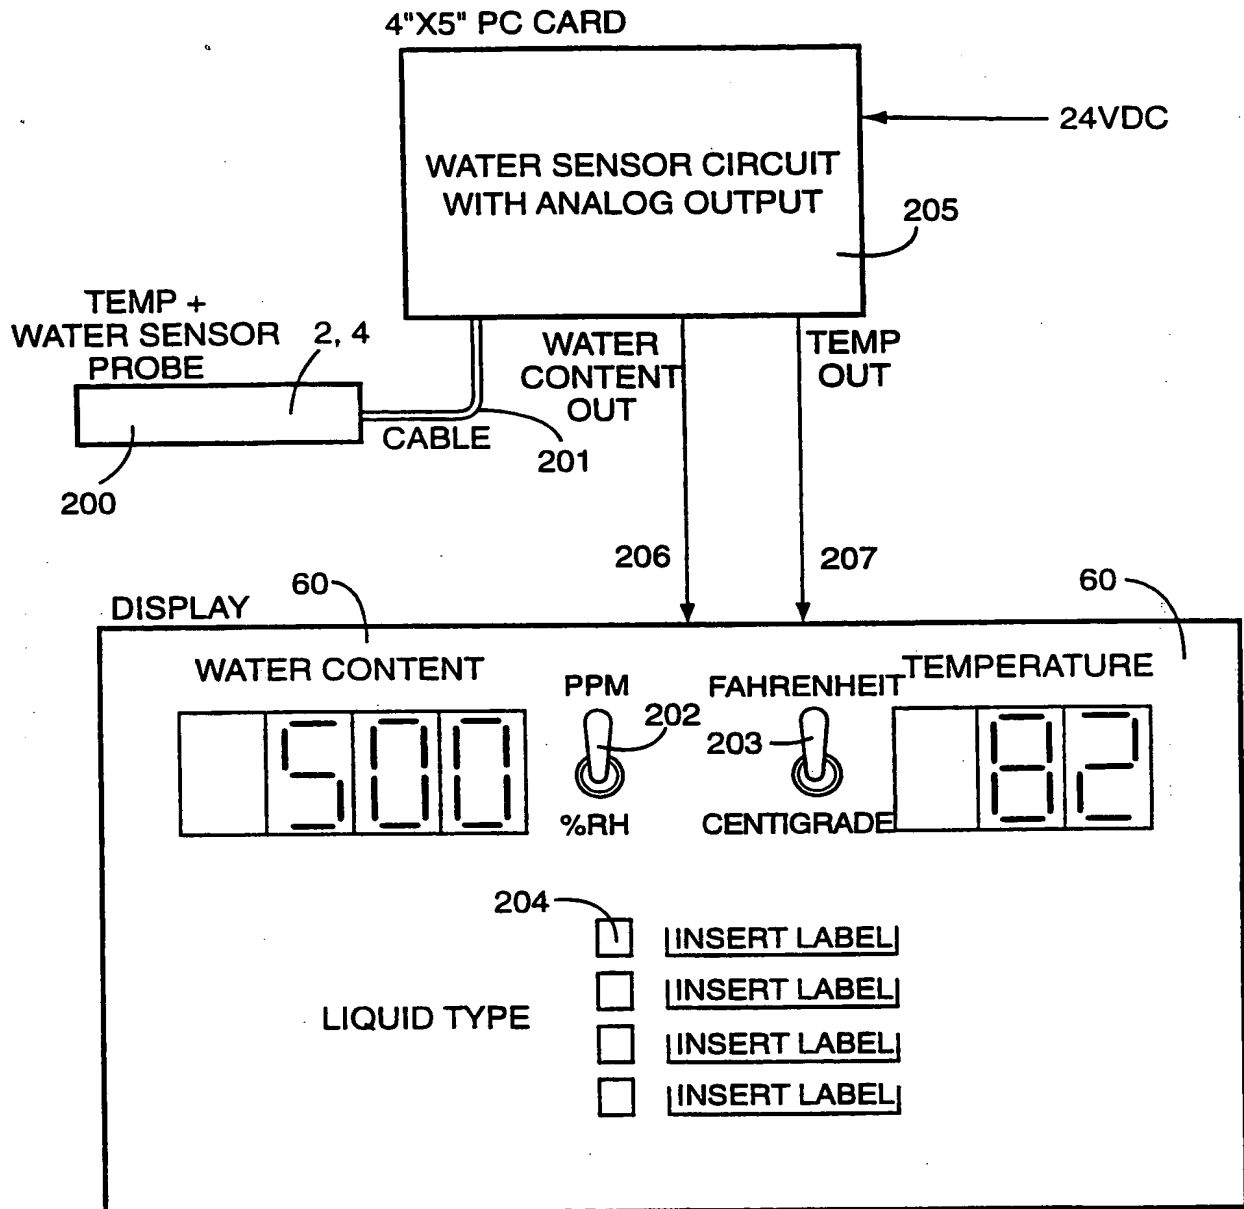 4"X5" PC CARD
24VDC
WATER SENSOR CIRCUIT
WITH ANALOG OUTPUT
205
TEMP +
WATER SENSOR
PROBE
2, 4
200
CABLE
201
WATER
CONTENT
OUT
TEMP
OUT
206
207
60
60
DISPLAY
WATER CONTENT
PPM
FAHRENHEIT
TEMPERATURE
500
202
203
82
%RH
CENTIGRADE
204
INSERT LABEL
INSERT LABEL
LIQUID TYPE
INSERT LABEL
INSERT LABEL